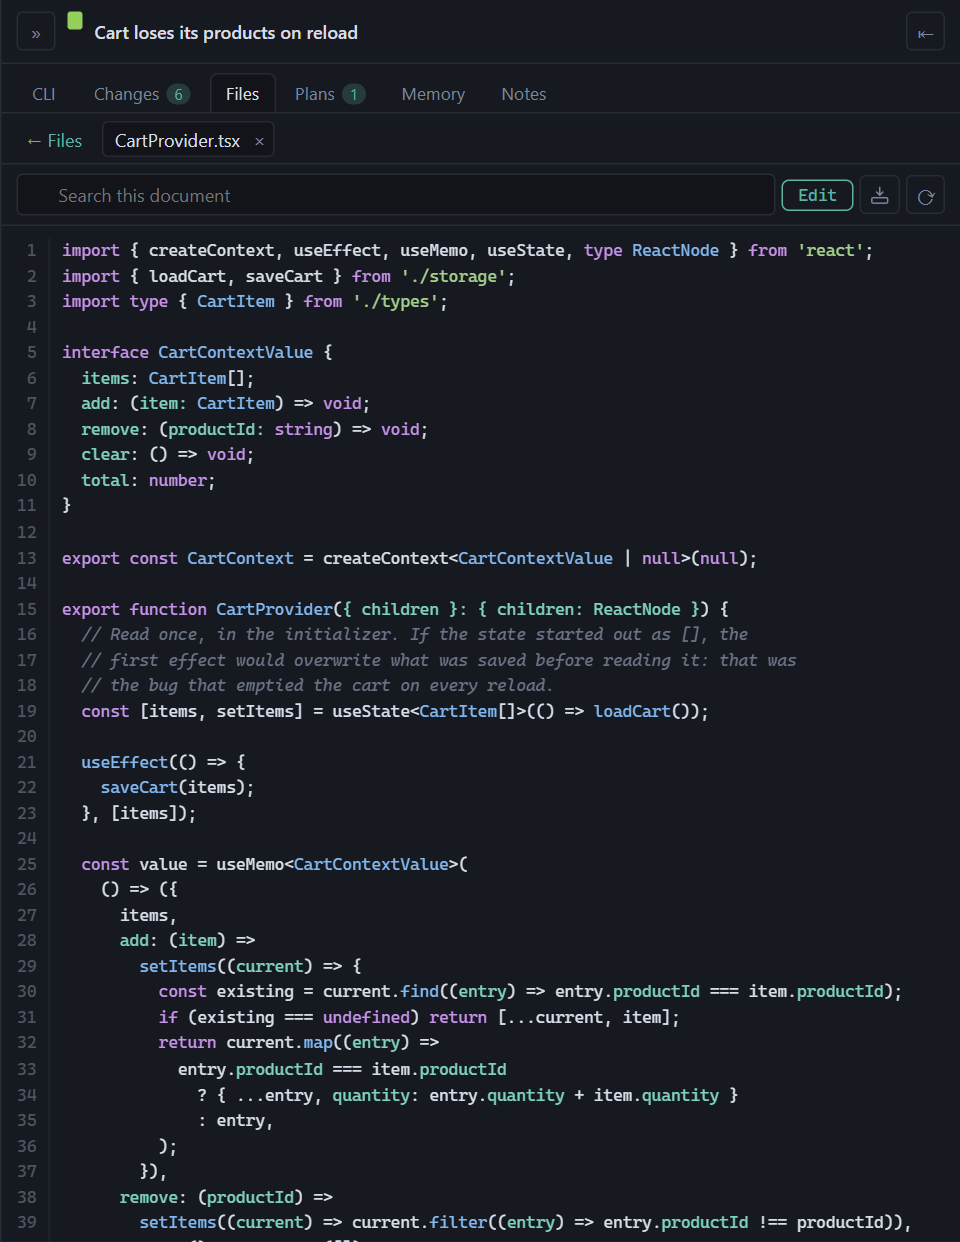 »
Cart loses its products on reload
⇤
CLI
Changes 6
Files
Plans 1
Memory
Notes
← Files
CartProvider.tsx ×
Search this document
Edit
1 import { createContext, useEffect, useMemo, useState, type ReactNode } from 'react';
2 import { loadCart, saveCart } from './storage';
3 import type { CartItem } from './types';
4
5 interface CartContextValue {
6   items: CartItem[];
7   add: (item: CartItem) => void;
8   remove: (productId: string) => void;
9   clear: () => void;
10   total: number;
11 }
12
13 export const CartContext = createContext<CartContextValue | null>(null);
14
15 export function CartProvider({ children }: { children: ReactNode }) {
16   // Read once, in the initializer. If the state started out as [], the
17   // first effect would overwrite what was saved before reading it: that was
18   // the bug that emptied the cart on every reload.
19   const [items, setItems] = useState<CartItem[]>(() => loadCart());
20
21   useEffect(() => {
22     saveCart(items);
23   }, [items]);
24
25   const value = useMemo<CartContextValue>(
26     () => ({
27       items,
28       add: (item) =>
29         setItems((current) => {
30           const existing = current.find((entry) => entry.productId === item.productId);
31           if (existing === undefined) return [...current, item];
32           return current.map((entry) =>
33             entry.productId === item.productId
34               ? { ...entry, quantity: entry.quantity + item.quantity }
35               : entry,
36           );
37         }),
38       remove: (productId) =>
39         setItems((current) => current.filter((entry) => entry.productId !== productId)),